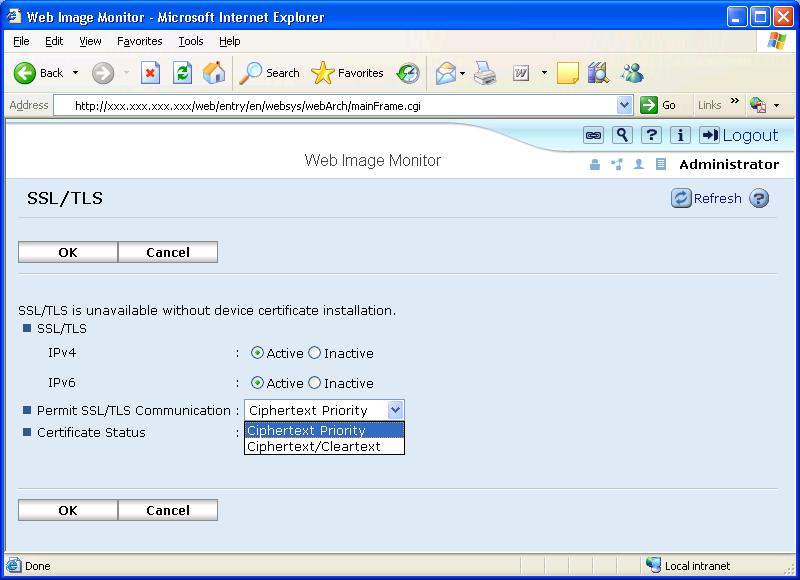 Web Image Monitor - Microsoft Internet Explorer
File Edit View Favorites Tools Help
Back Search Favorites W
Address http://xxx.xxx.xxx.xxx/web/entry/en/websys/webArch/mainFrame.cgi Go Links »
? i Logout
Web Image Monitor
Administrator
SSL/TLS Refresh ?
OK Cancel
SSL/TLS is unavailable without device certificate installation.
SSL/TLS
IPv4 : Active Inactive
IPv6 : Active Inactive
Permit SSL/TLS Communication : Ciphertext Priority
Certificate Status : Ciphertext Priority
Ciphertext/Cleartext
OK Cancel
Done Local intranet